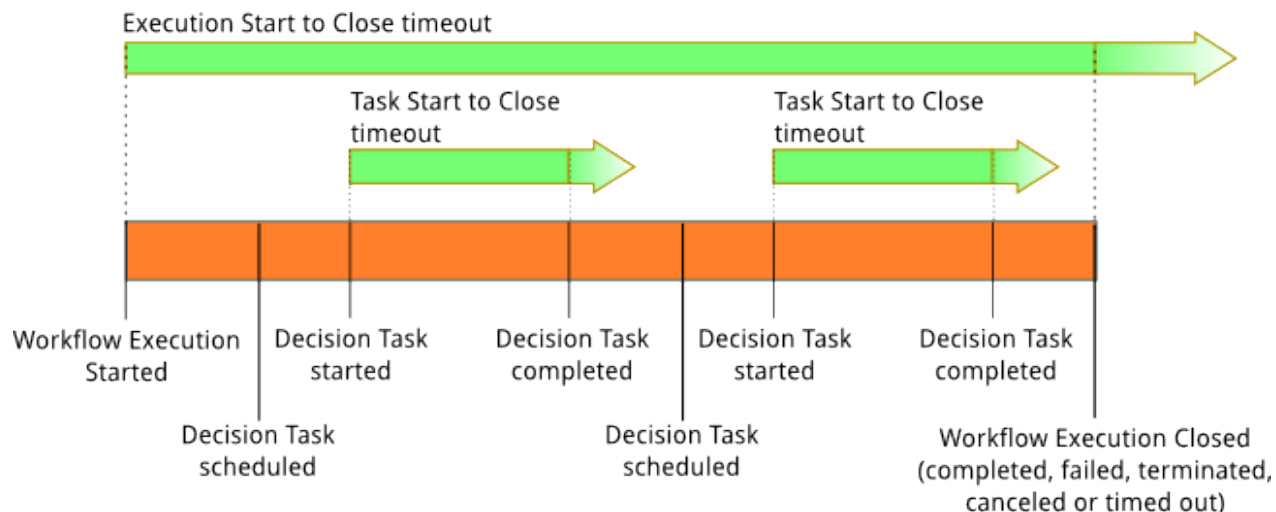 Execution Start to Close timeout
Task Start to Close
timeout
Task Start to Close
timeout
Workflow Execution
Started
Decision Task
started
Decision Task
completed
Decision Task
started
Decision Task
completed
Decision Task
scheduled
Decision Task
scheduled
Workflow Execution Closed
(completed, failed, terminated,
canceled or timed out)